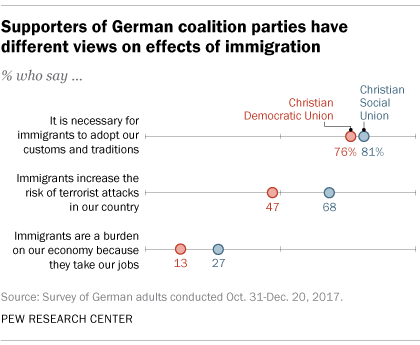 Supporters of German coalition parties have
different views on effects of immigration
% who say ...
Christian
Social
Union
Christian
Democratic Union
It is necessary for
immigrants to adopt our
customs and traditions
76% 81%
Immigrants increase the
risk of terrorist attacks
in our country
47 68
Immigrants are a burden
on our economy because
they take our jobs
13 27
Source: Survey of German adults conducted Oct. 31-Dec. 20, 2017.
PEW RESEARCH CENTER